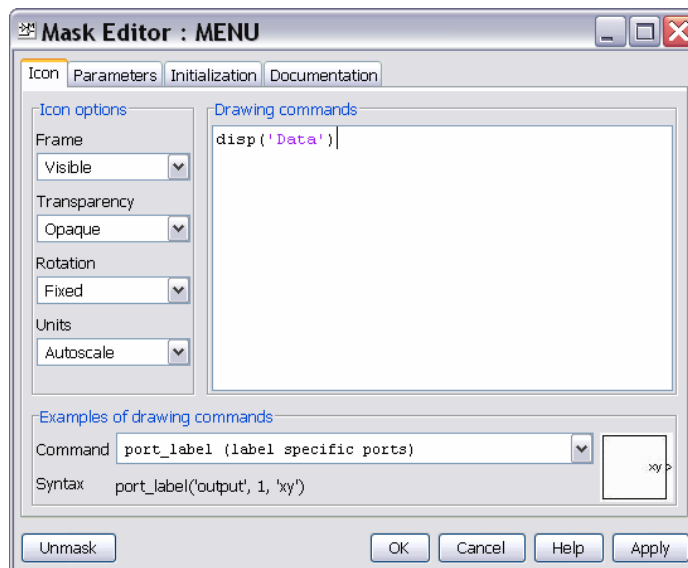 Mask Editor : MENU
Icon Parameters Initialization Documentation
Icon options
Frame
Visible
Transparency
Opaque
Rotation
Fixed
Units
Autoscale
Drawing commands
disp('Data')
Examples of drawing commands
Command port_label (label specific ports)
Syntax port_label('output', 1, 'xy')
xy
Unmask OK Cancel Help Apply